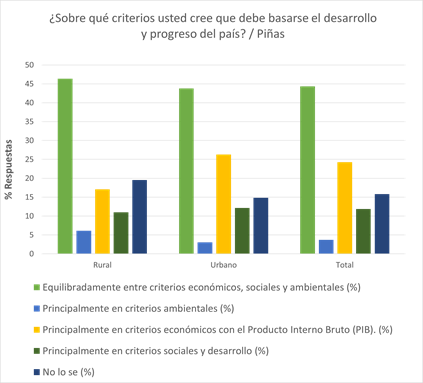 ¿Sobre qué criterios usted cree que debe basarse el desarrollo
y progreso del país? / Piñas
% Respuestas
50
45
40
35
30
25
20
15
10
5
0
Rural
Urbano
Total
Equilibradamente entre criterios económicos, sociales y ambientales (%)
Principalmente en criterios ambientales (%)
Principalmente en criterios económicos con el Producto Interno Bruto (PIB). (%)
Principalmente en criterios sociales y desarrollo (%)
No lo se (%)